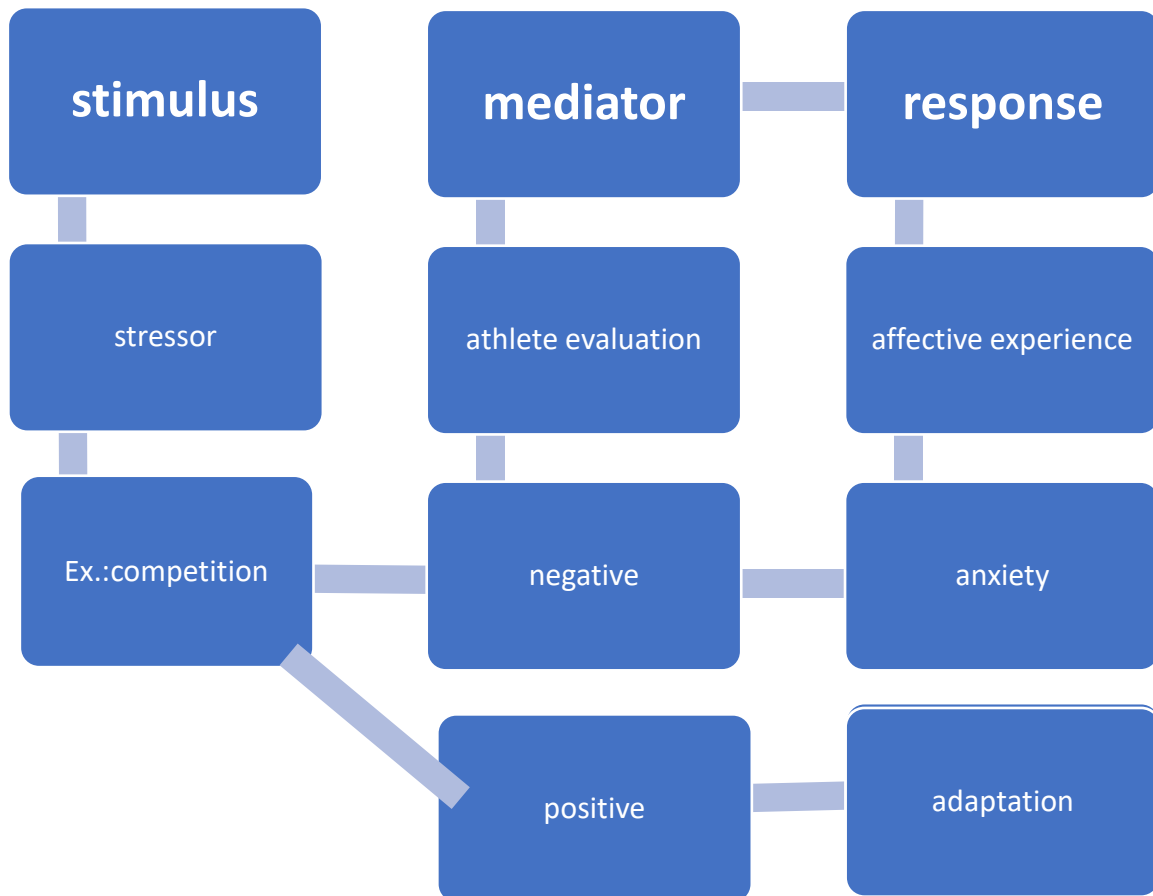 stimulus
mediator
response
stressor
athlete evaluation
affective experience
Ex.:competition
negative
anxiety
positive
adaptation